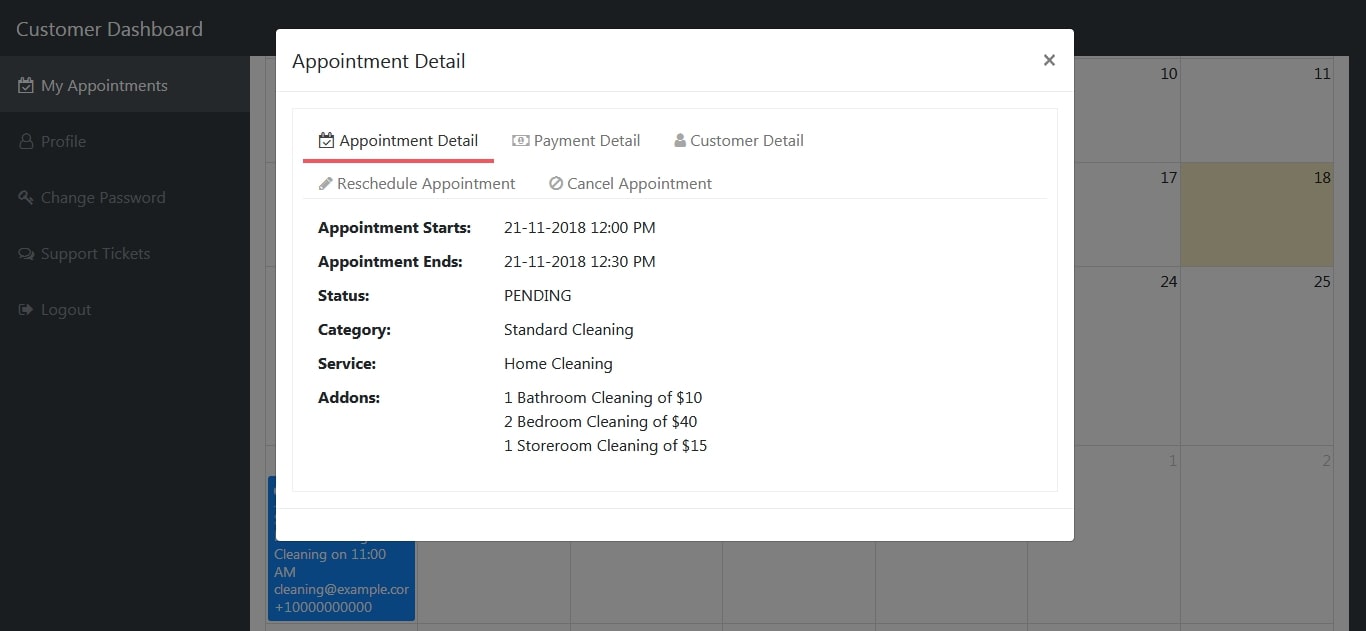 Customer Dashboard
My Appointments
Profile
Change Password
Support Tickets
Logout
Appointment Detail
×
Appointment Detail Payment Detail Customer Detail
Reschedule Appointment Cancel Appointment
Appointment Starts: 21-11-2018 12:00 PM
Appointment Ends: 21-11-2018 12:30 PM
Status: PENDING
Category: Standard Cleaning
Service: Home Cleaning
Addons: 1 Bathroom Cleaning of $10
2 Bedroom Cleaning of $40
1 Storeroom Cleaning of $15
10 11
17 18
24 25
1 2
Cleaning on 11:00
AM
cleaning@example.cor
+10000000000